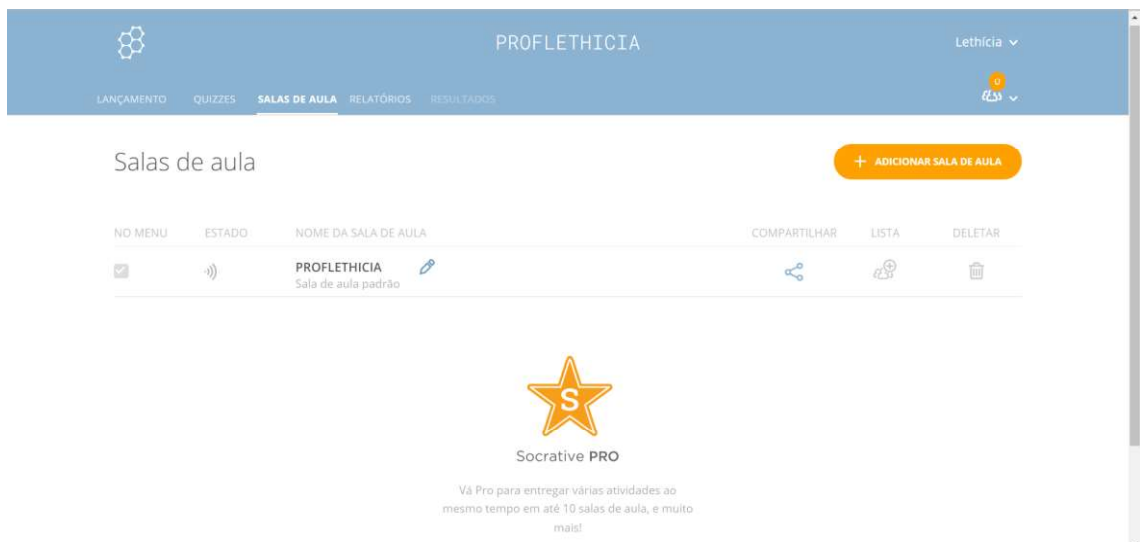 PROFLETHICIA
Lethícia
0
LANÇAMENTO QUIZZES SALAS DE AULA RELATÓRIOS RESULTADOS
Salas de aula
+ ADICIONAR SALA DE AULA
NO MENU ESTADO NOME DA SALA DE AULA COMPARTILHAR LISTA DELETAR
PROFLETHICIA
Sala de aula padrão
S
Socrative PRO
Vá Pro para entregar várias atividades ao
mesmo tempo em até 10 salas de aula, e muito
mais!